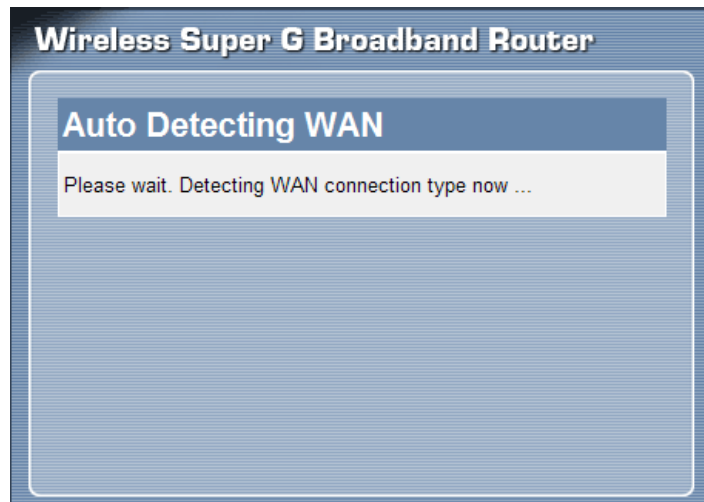 Wireless Super G Broadband Router
Auto Detecting WAN
Please wait. Detecting WAN connection type now ...